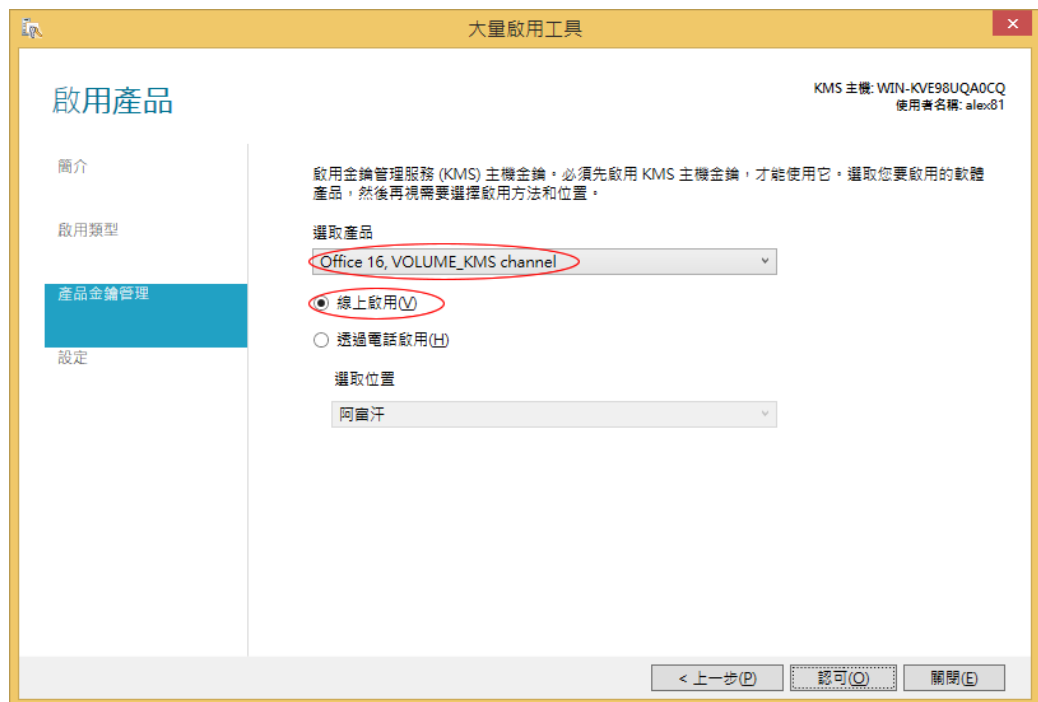 大量啟用工具
啟用產品
KMS 主機: WIN-KVE98UQA0CQ
使用者名稱: alex81
簡介
啟用類型
產品金鑰管理
設定
啟用金鑰管理服務 (KMS) 主機金鑰。必須先啟用 KMS 主機金鑰，才能使用它。選取您要啟用的軟體
產品，然後再視需要選擇啟用方法和位置。
選取產品
Office 16, VOLUME_KMS channel
線上啟用(V)
透過電話啟用(H)
選取位置
阿富汗
< 上一步(P)
認可(O)
關閉(E)